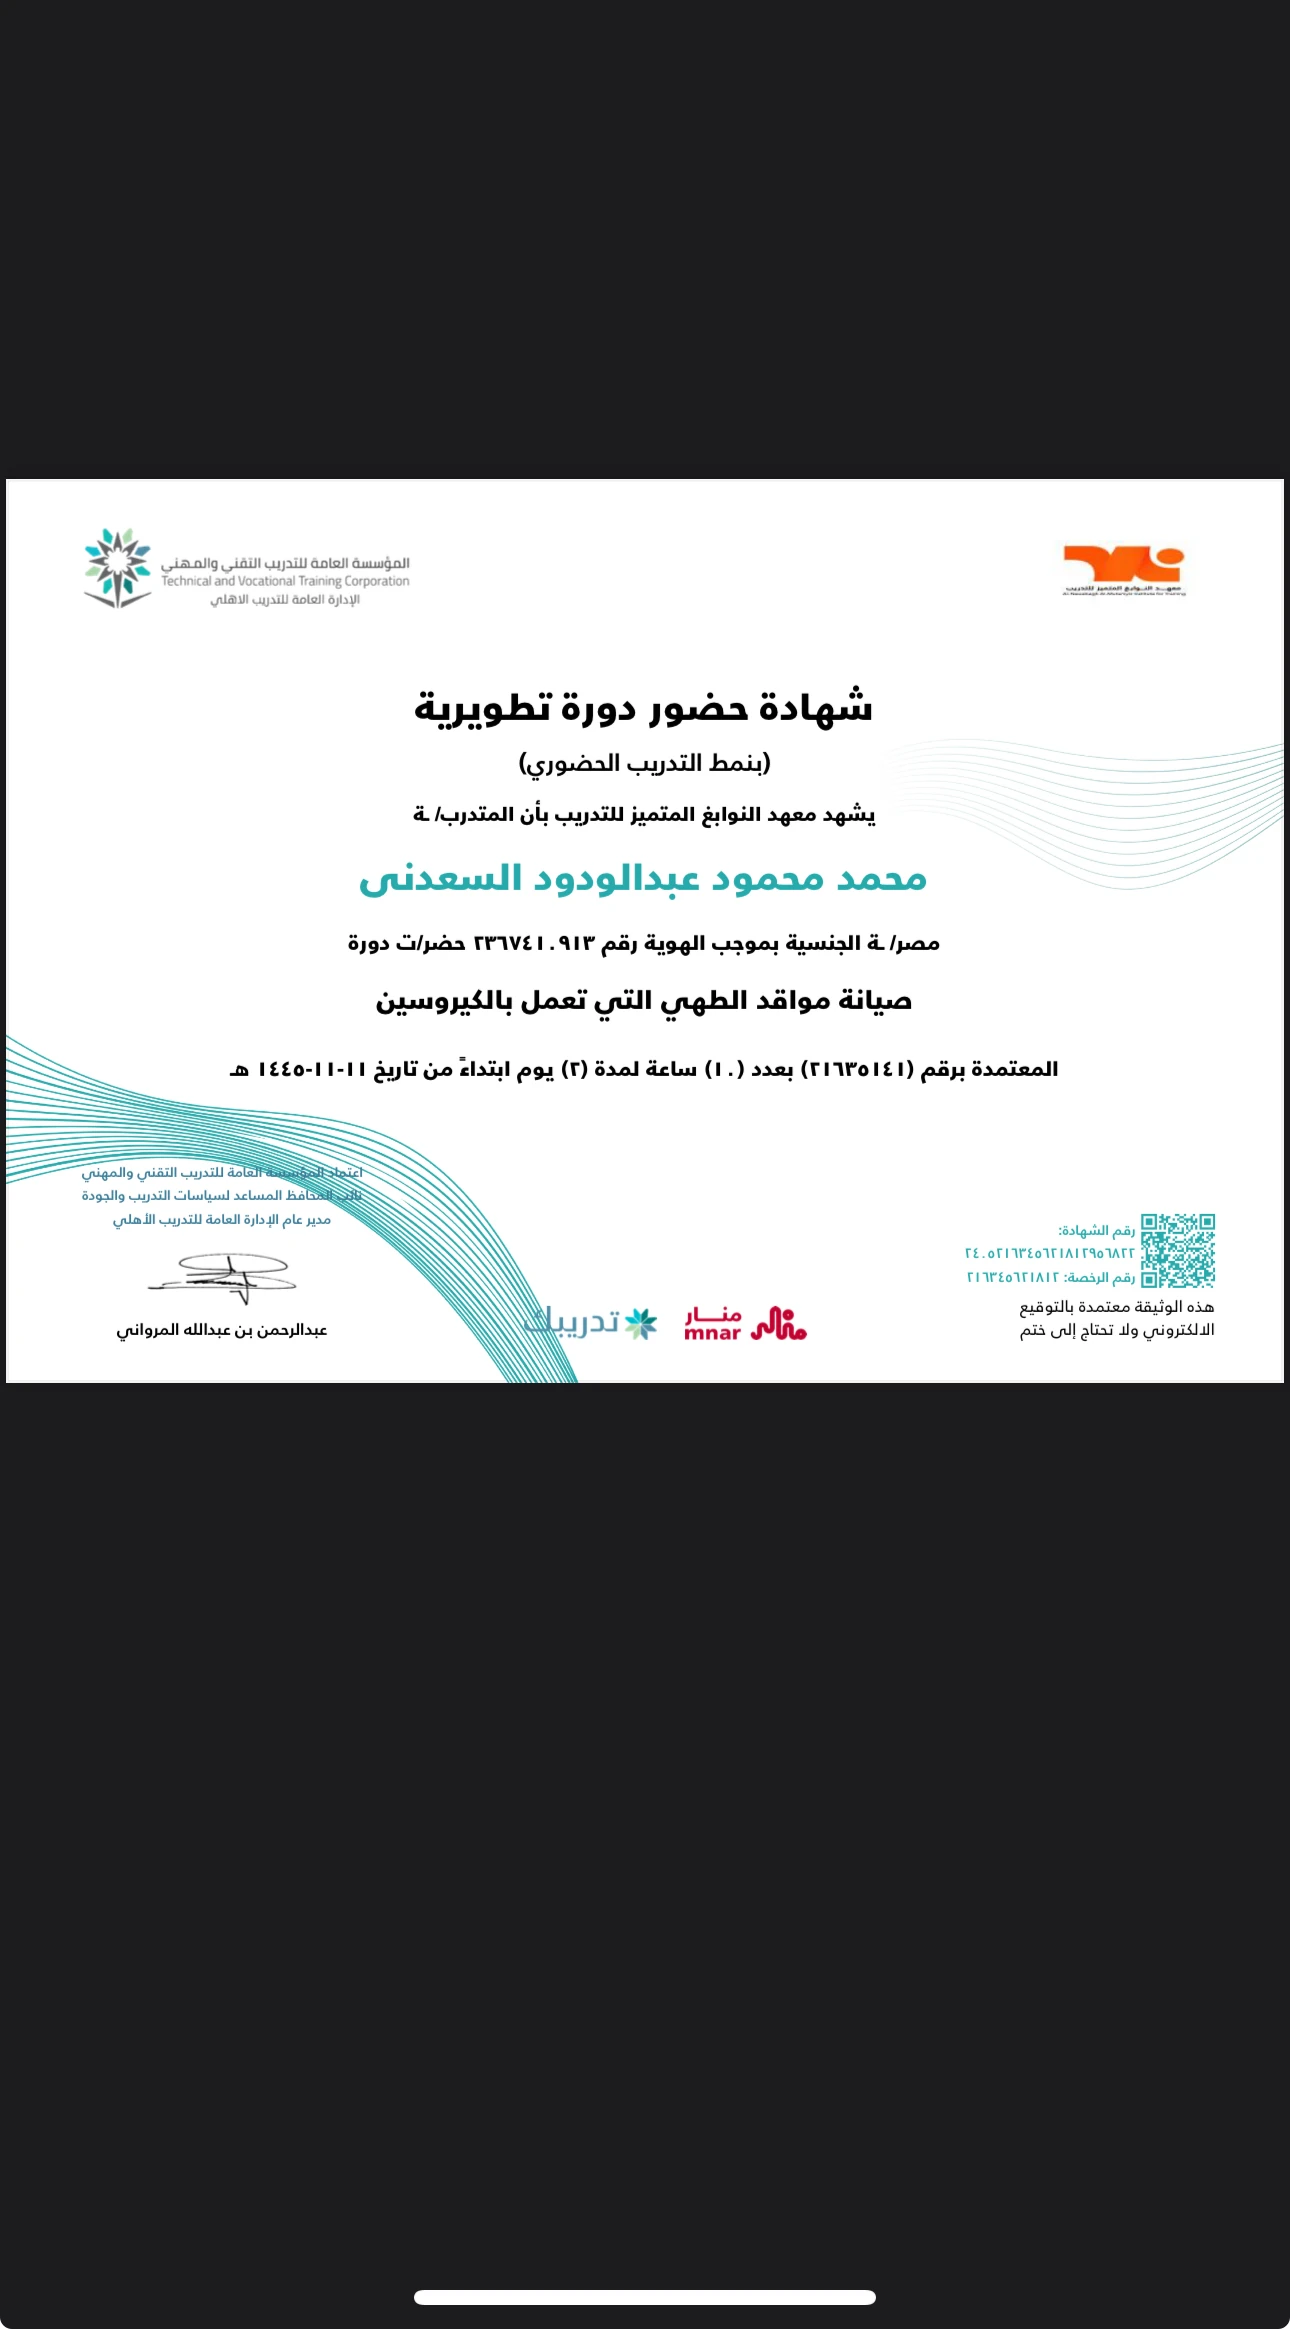 المؤسسة العامة للتدريب التقني والمهني
Technical and Vocational Training Corporation
الإدارة العامة للتدريب الاهلي
معهد النوابغ المتميز للتدريب
شهادة حضور دورة تطويرية
(بنمط التدريب الحضوري)
يشهد معهد النوابغ المتميز للتدريب بأن المتدرب/ ـة
محمد محمود عبدالودود السعدنى
مصر/ ـة الجنسية بموجب الهوية رقم ٢٣٦٧٤١٠٩١٣ حضر/ت دورة
صيانة مواقد الطهي التي تعمل بالكيروسين
المعتمدة برقم (٢١٦٣٥١٤١) بعدد (١٠) ساعة لمدة (٢) يوم ابتداءً من تاريخ ١١-١١-١٤٤٥ هـ
اعتماد المؤسسة العامة للتدريب التقني والمهني
نائب المحافظ المساعد لسياسات التدريب والجودة
مدير عام الإدارة العامة للتدريب الأهلي
عبدالرحمن بن عبدالله المرواني
رقم الشهادة:
٢٤٠٥٢١٦٣٤٥٦٢١٨١٢٩٥٦٨٢٢
رقم الرخصة: ٢١٦٣٤٥٦٢١٨١٢
هذه الوثيقة معتمدة بالتوقيع
الالكتروني ولا تحتاج إلى ختم
منار
mnar
تدريبك